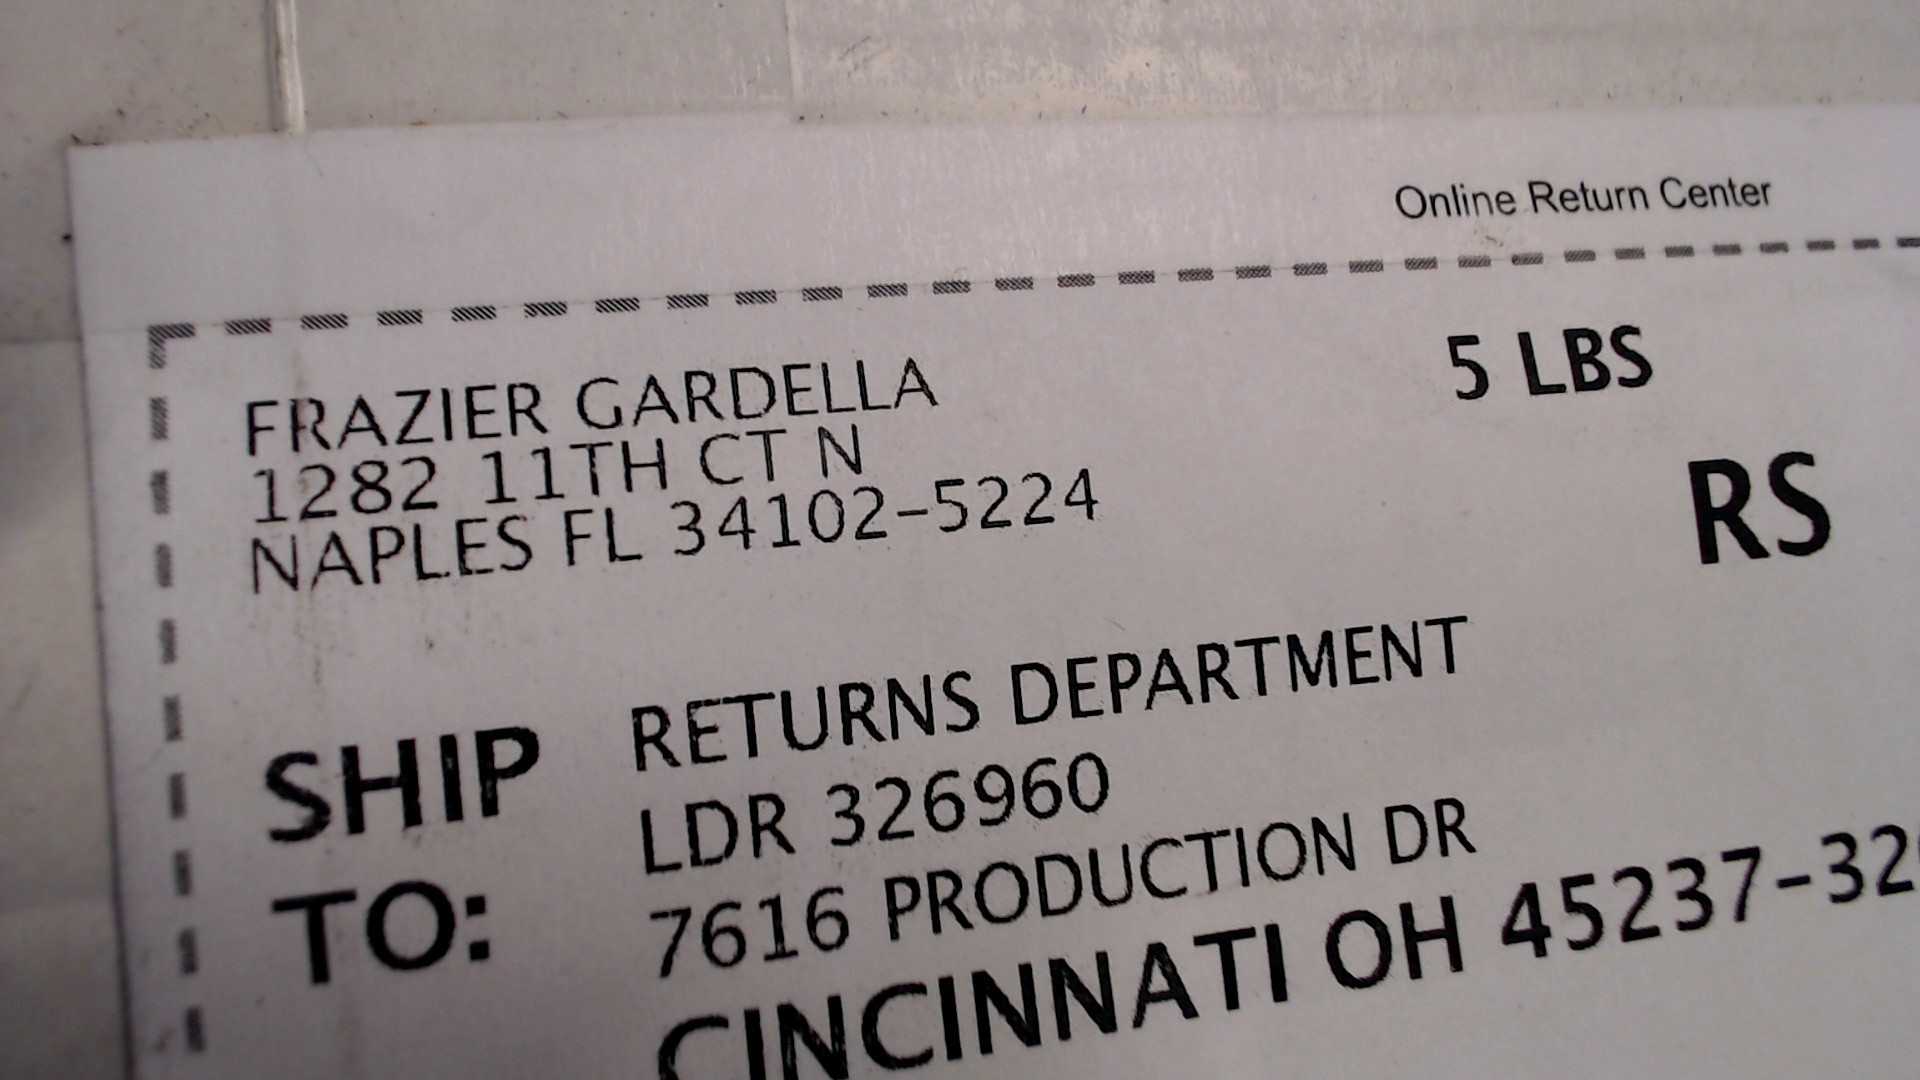 Online Return Center
FRAZIER GARDELLA
5 LBS
1282 11TH CT N
NAPLES FL 34102-5224
RS
SHIP TO:
RETURNS DEPARTMENT
LDR 326960
7616 PRODUCTION DR
CINCINNATI OH 45237-32